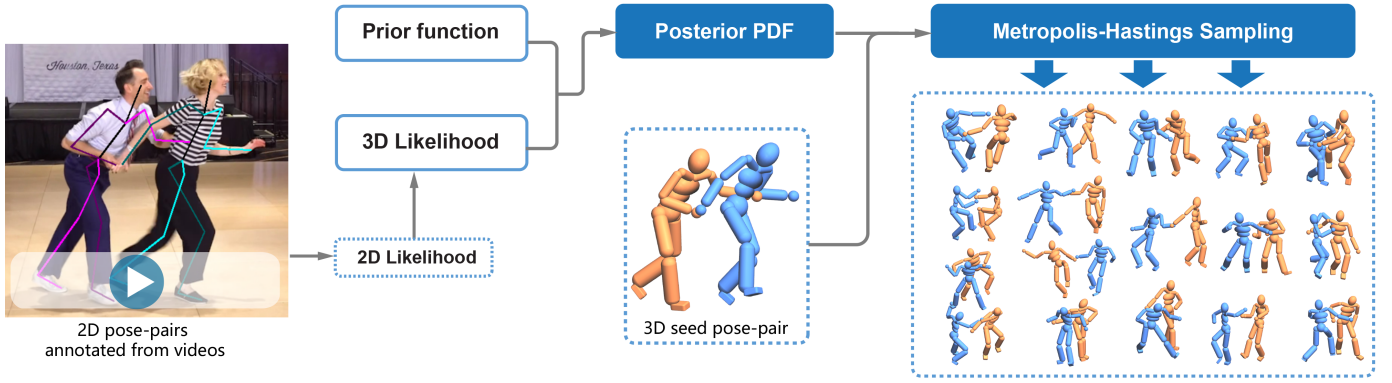 Prior function
Posterior PDF
Metropolis-Hastings Sampling
Houston, Texas
3D Likelihood
2D Likelihood
2D pose-pairs
annotated from videos
3D seed pose-pair